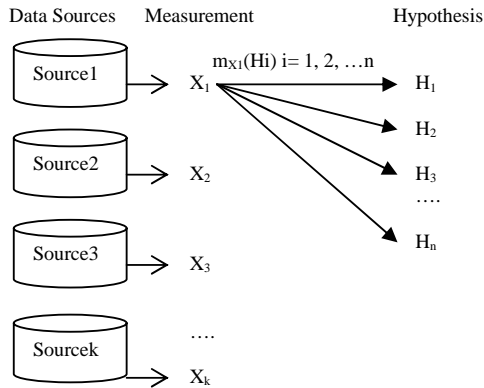 Data Sources Measurement Hypothesis
Source1 X₁ m_X1(Hi) i= 1, 2, …n H₁
H₂
Source2 X₂ H₃
….
Source3 X₃ Hₙ
….
Sourcek Xₖ